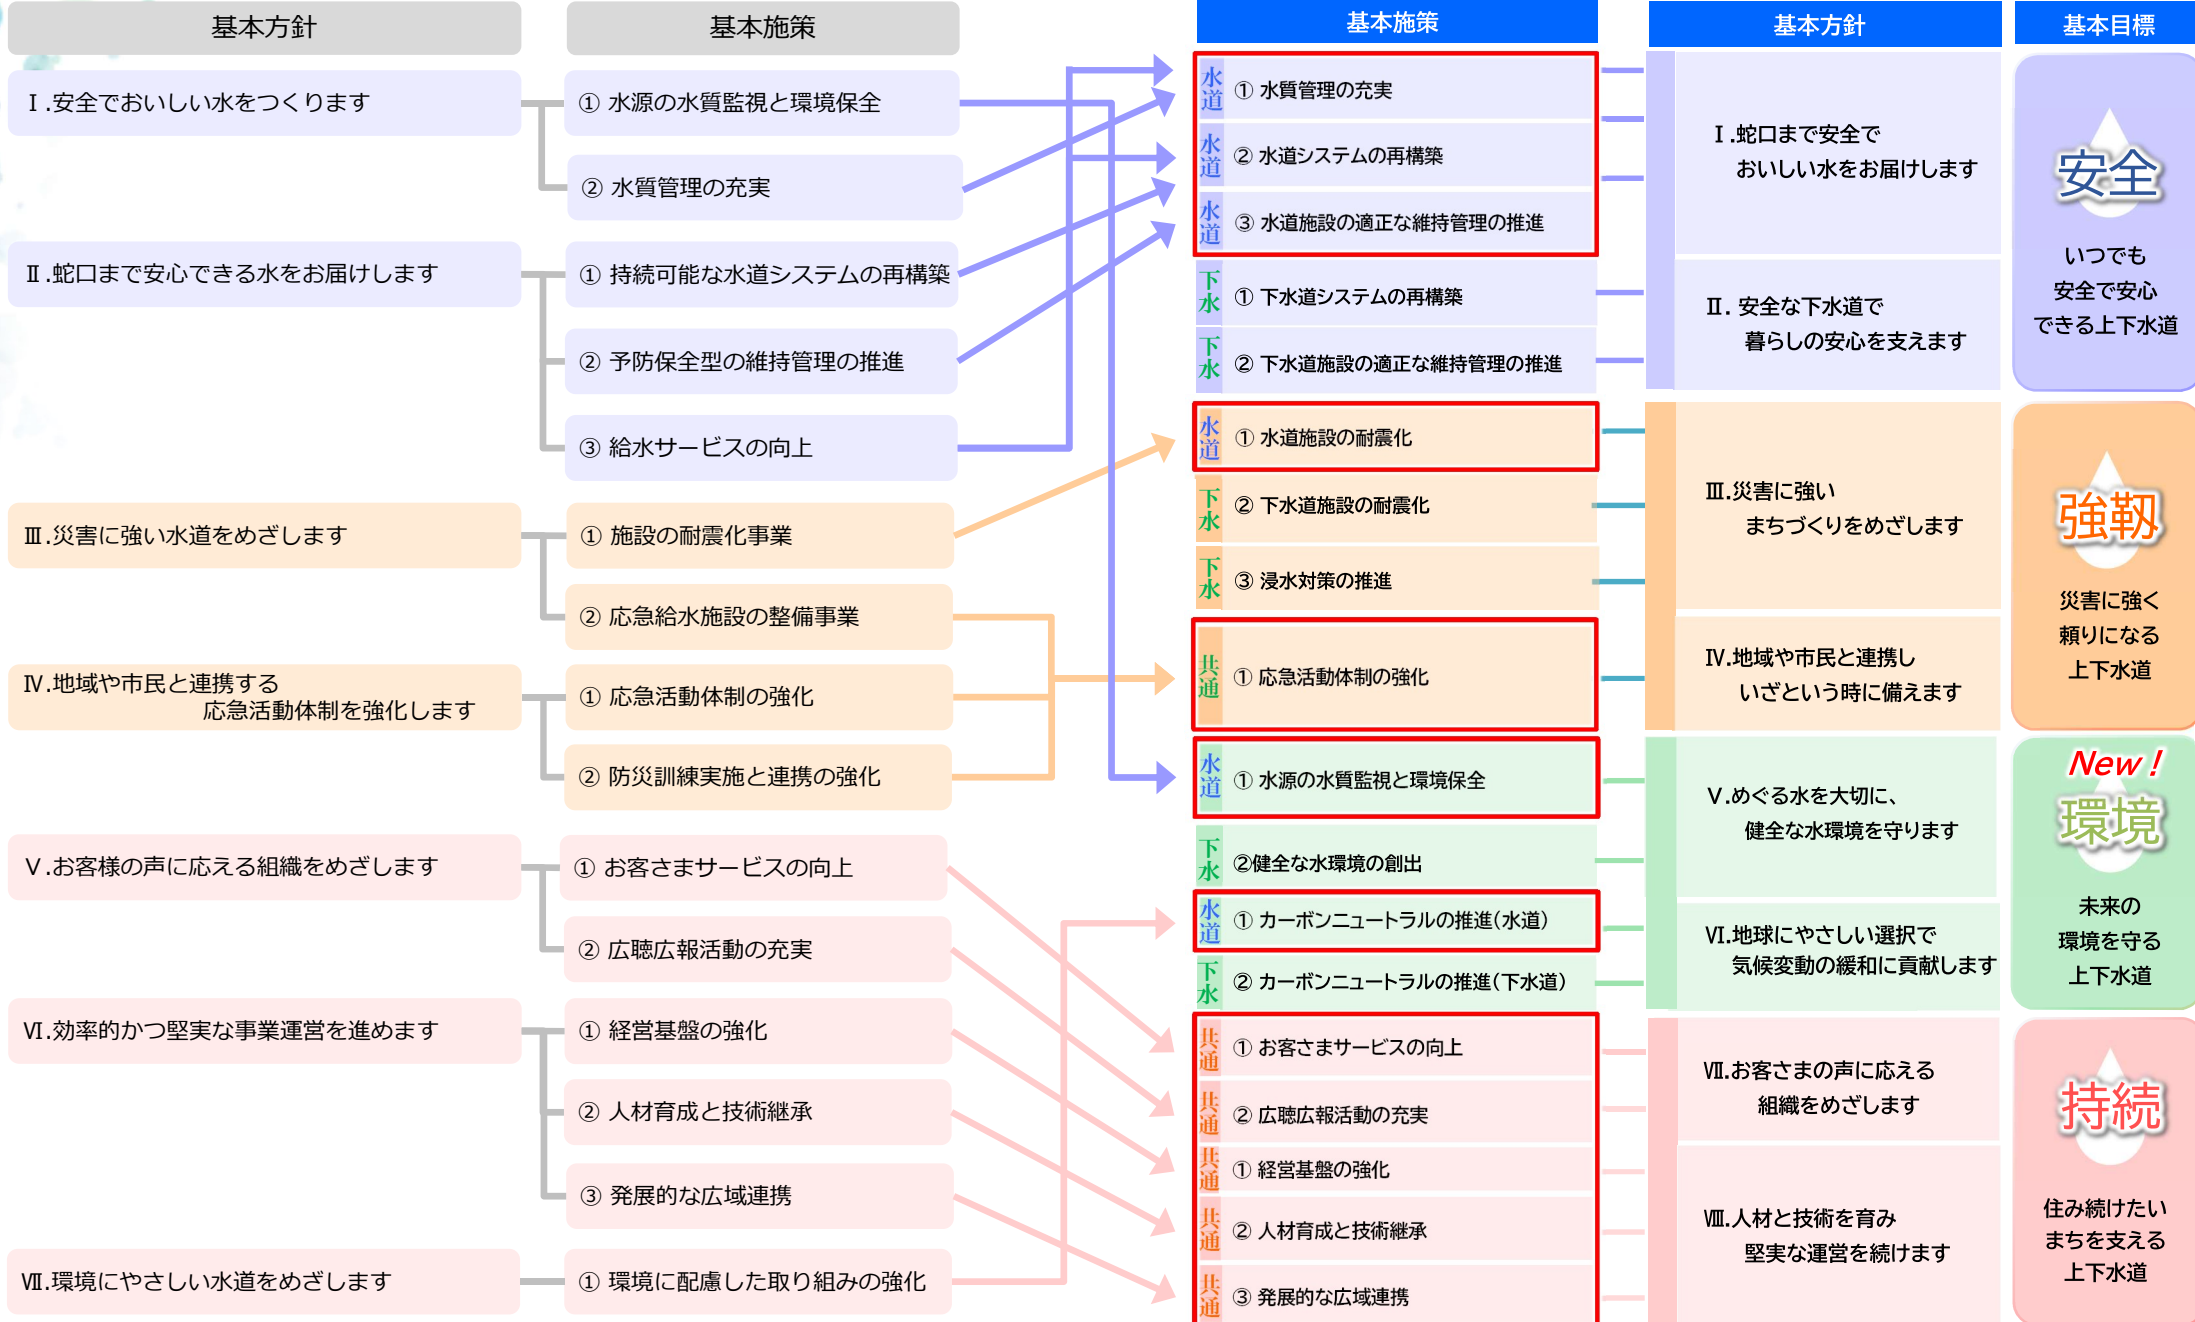 基本方針
基本施策
Ⅰ.安全でおいしい水をつくります
① 水源の水質監視と環境保全
② 水質管理の充実
Ⅱ.蛇口まで安心できる水をお届けします
① 持続可能な水道システムの再構築
② 予防保全型の維持管理の推進
③ 給水サービスの向上
Ⅲ.災害に強い水道をめざします
① 施設の耐震化事業
② 応急給水施設の整備事業
Ⅳ.地域や市民と連携する
応急活動体制を強化します
① 応急活動体制の強化
② 防災訓練実施と連携の強化
Ⅴ.お客様の声に応える組織をめざします
① お客さまサービスの向上
② 広聴広報活動の充実
Ⅵ.効率的かつ堅実な事業運営を進めます
① 経営基盤の強化
② 人材育成と技術継承
③ 発展的な広域連携
Ⅶ.環境にやさしい水道をめざします
① 環境に配慮した取り組みの強化
基本施策
基本方針
基本目標
水道
① 水質管理の充実
水道
② 水道システムの再構築
水道
③ 水道施設の適正な維持管理の推進
下水
① 下水道システムの再構築
下水
② 下水道施設の適正な維持管理の推進
水道
① 水道施設の耐震化
下水
② 下水道施設の耐震化
下水
③ 浸水対策の推進
共通
① 応急活動体制の強化
水道
① 水源の水質監視と環境保全
下水
②健全な水環境の創出
水道
① カーボンニュートラルの推進(水道)
下水
② カーボンニュートラルの推進(下水道)
共通
① お客さまサービスの向上
共通
② 広聴広報活動の充実
共通
① 経営基盤の強化
共通
② 人材育成と技術継承
共通
③ 発展的な広域連携
Ⅰ.蛇口まで安全で
おいしい水をお届けします
Ⅱ. 安全な下水道で
暮らしの安心を支えます
Ⅲ.災害に強い
まちづくりをめざします
Ⅳ.地域や市民と連携し
いざという時に備えます
Ⅴ.めぐる水を大切に、
健全な水環境を守ります
Ⅵ.地球にやさしい選択で
気候変動の緩和に貢献します
Ⅶ.お客さまの声に応える
組織をめざします
Ⅷ.人材と技術を育み
堅実な運営を続けます
安全
いつでも
安全で安心
できる上下水道
強靱
災害に強く
頼りになる
上下水道
New!
環境
未来の
環境を守る
上下水道
持続
住み続けたい
まちを支える
上下水道